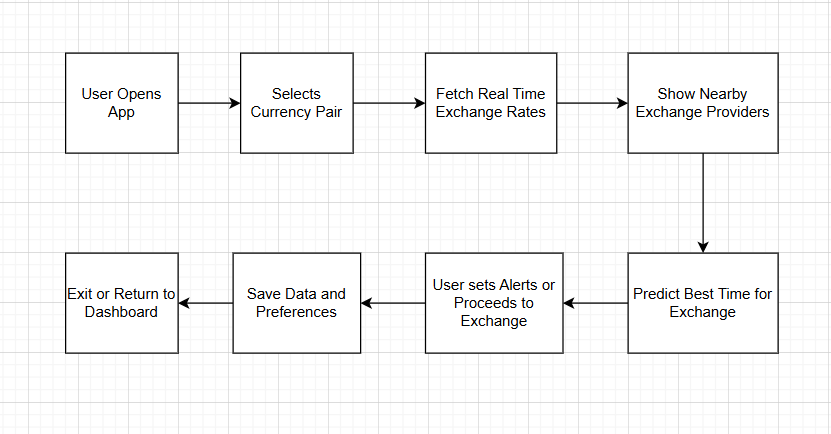 User Opens
App
Selects
Currency Pair
Fetch Real Time
Exchange Rates
Show Nearby
Exchange Providers
Exit or Return to
Dashboard
Save Data and
Preferences
User sets Alerts or
Proceeds to
Exchange
Predict Best Time for
Exchange